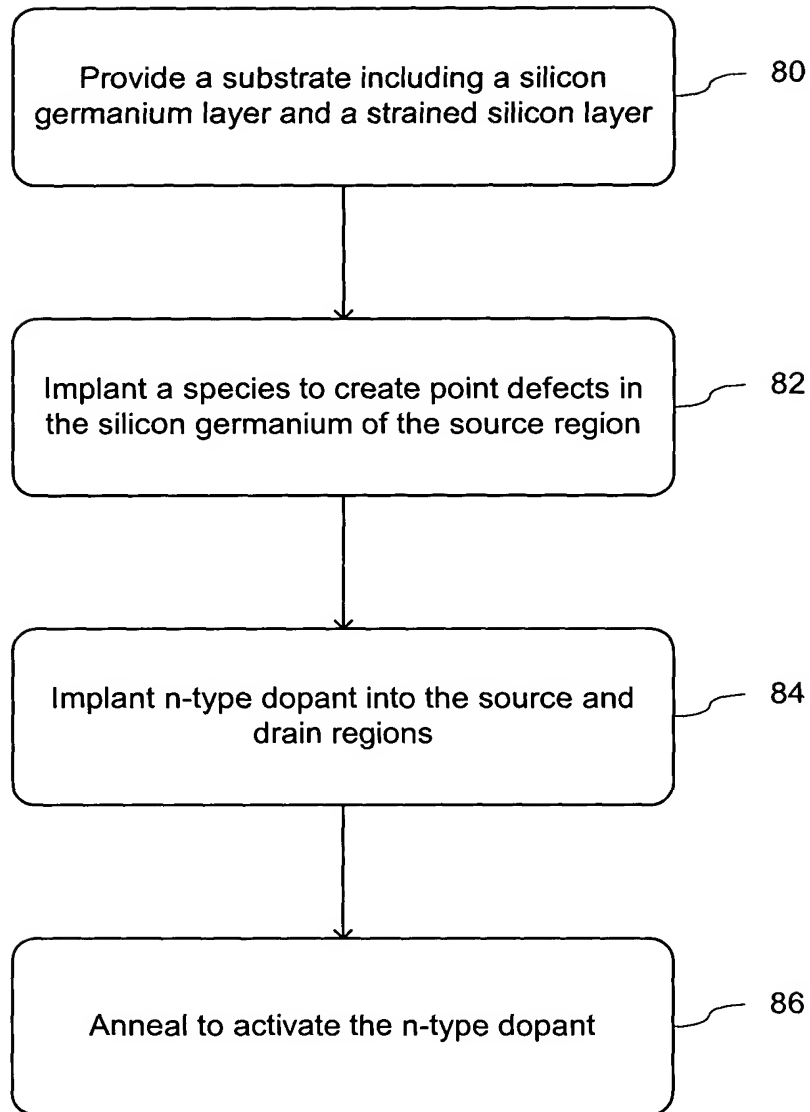 Provide a substrate including a silicon
germanium layer and a strained silicon layer
80
Implant a species to create point defects in
the silicon germanium of the source region
82
Implant n-type dopant into the source and
drain regions
84
Anneal to activate the n-type dopant
86